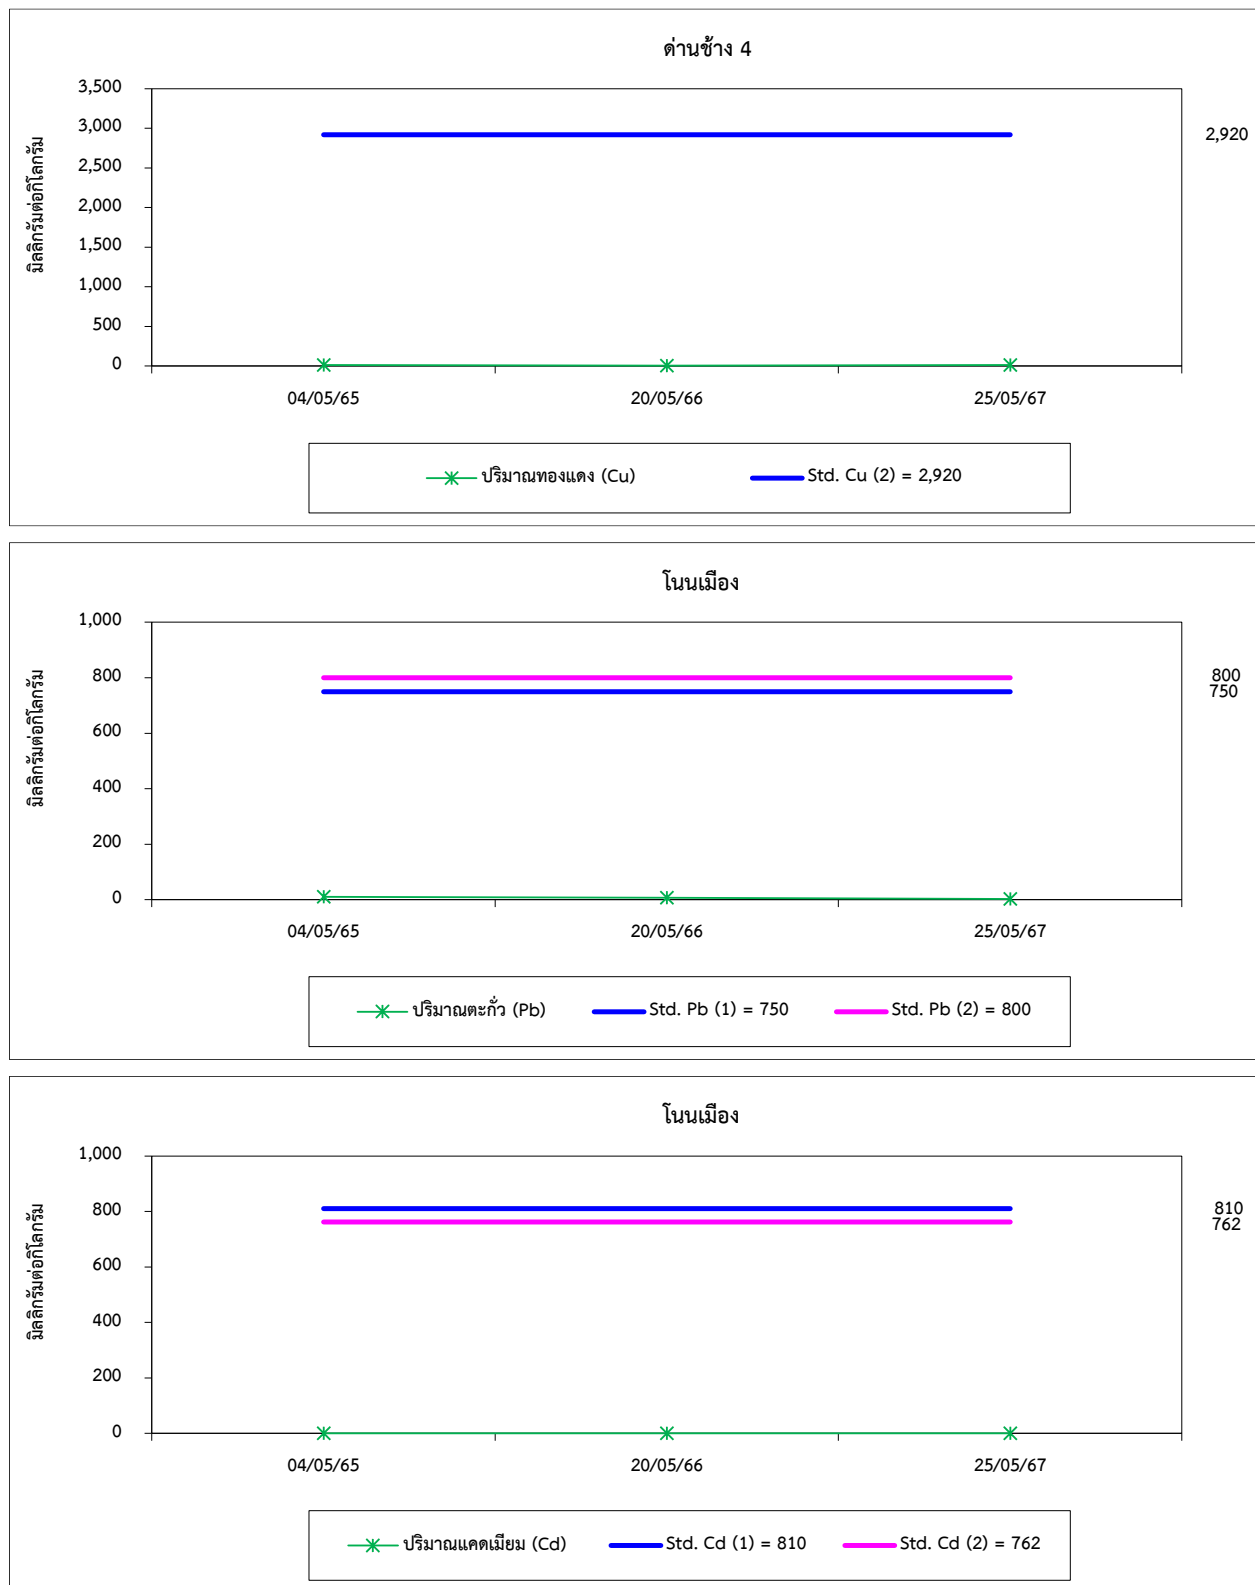 ด่านช้าง 4
มิลลิกรัมต่อกิโลกรัม
3,500
3,000
2,500
2,000
1,500
1,000
500
0
2,920
04/05/65 20/05/66 25/05/67
ปริมาณทองแดง (Cu) Std. Cu (2) = 2,920
โนนเมือง
มิลลิกรัมต่อกิโลกรัม
1,000
800
600
400
200
0
800
750
04/05/65 20/05/66 25/05/67
ปริมาณตะกั่ว (Pb) Std. Pb (1) = 750 Std. Pb (2) = 800
โนนเมือง
มิลลิกรัมต่อกิโลกรัม
1,000
800
600
400
200
0
810
762
04/05/65 20/05/66 25/05/67
ปริมาณแคดเมียม (Cd) Std. Cd (1) = 810 Std. Cd (2) = 762